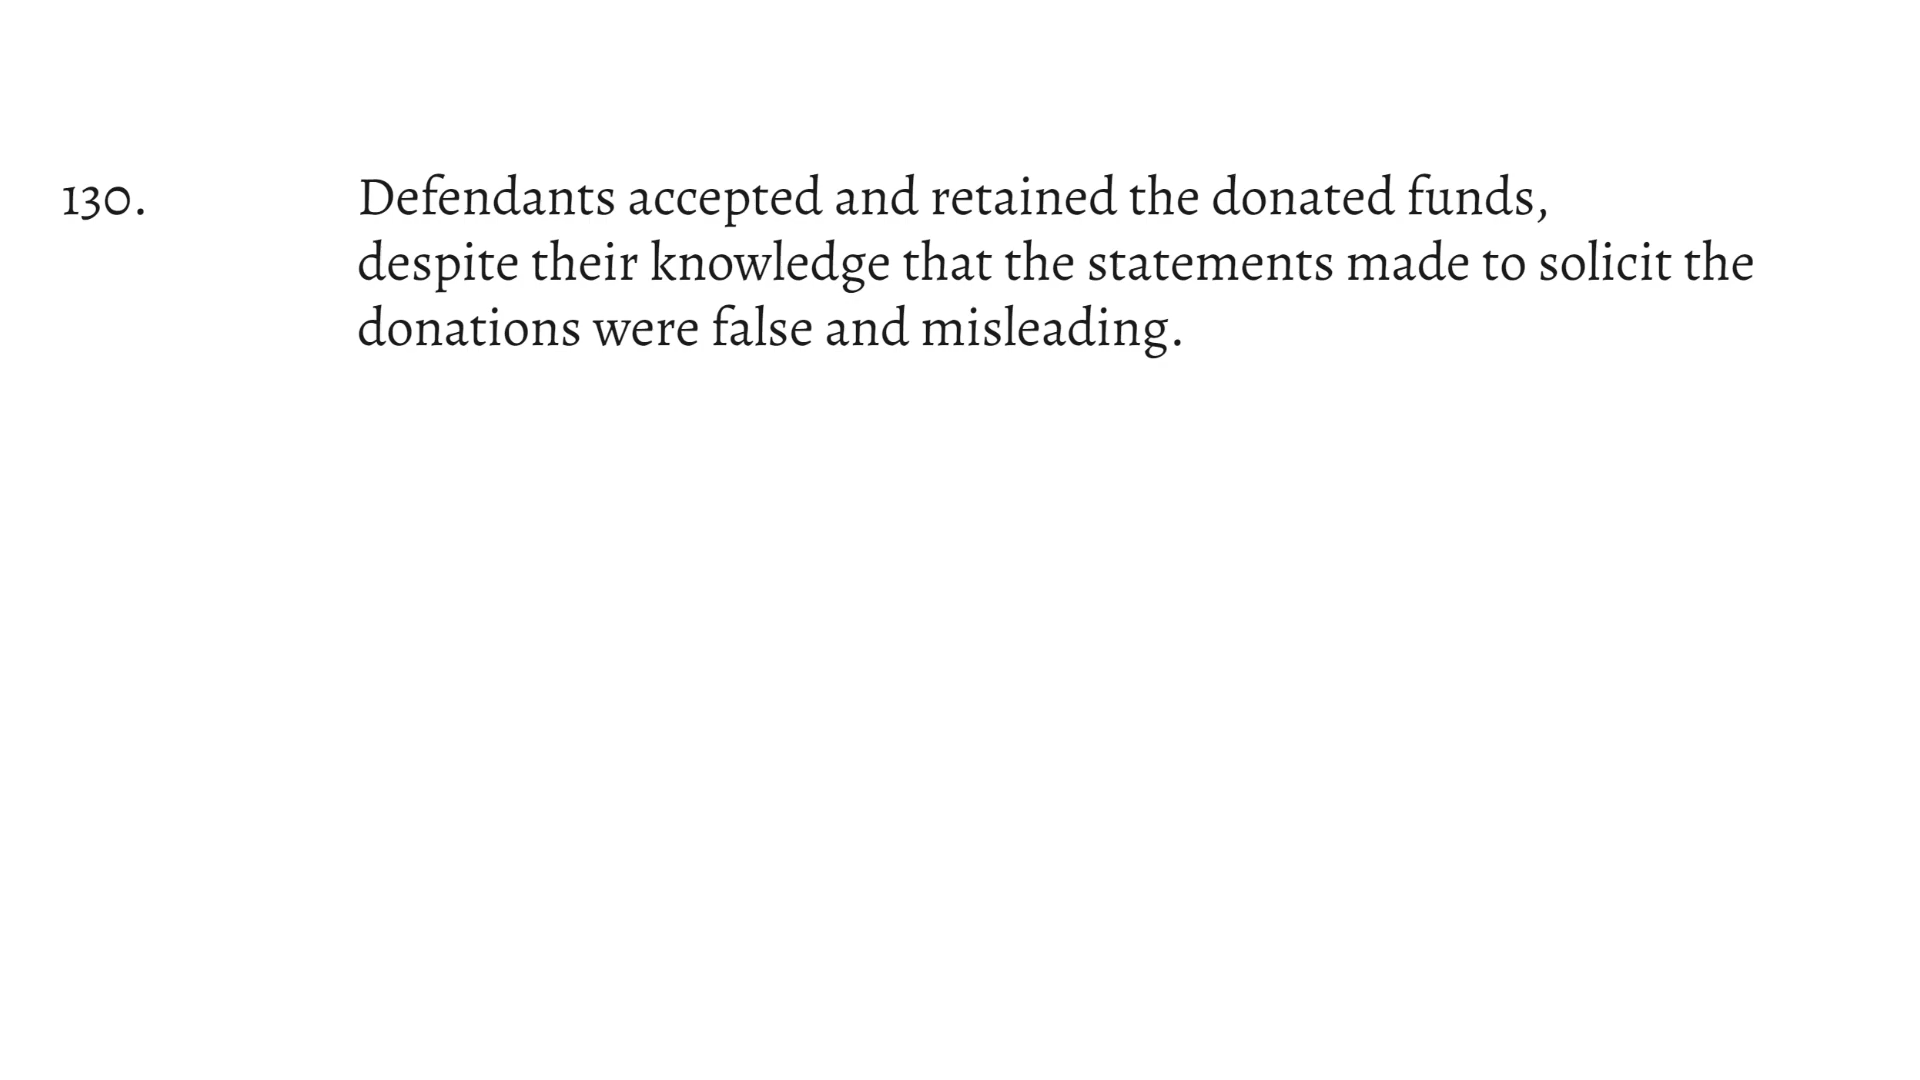 130. Defendants accepted and retained the donated funds,
despite their knowledge that the statements made to solicit the
donations were false and misleading.